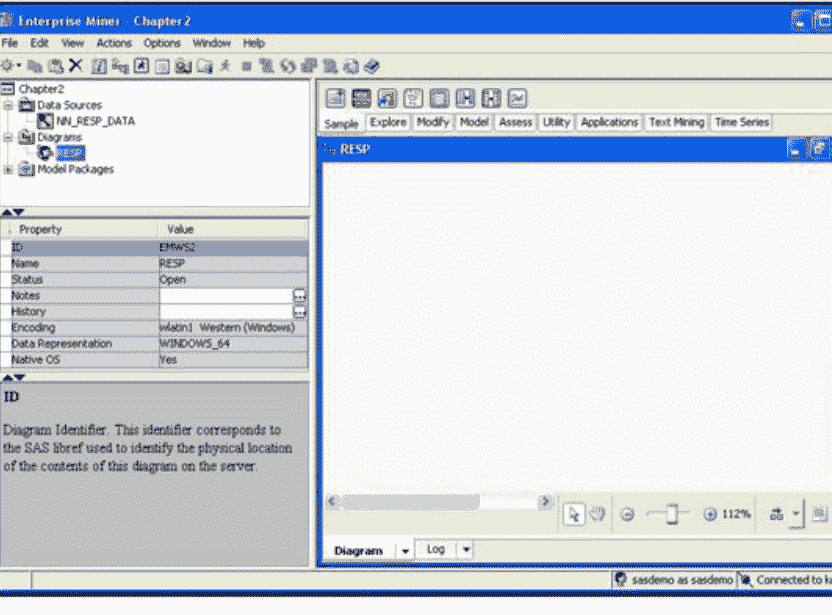 Enterprise Miner - Chapter2
File Edit View Actions Options Window Help
Chapter2
Data Sources
NN_RESP_DATA
Diagrams
RESP
Model Packages
Property Value
ID EMWS2
Name RESP
Status Open
Notes
History
Encoding wlatin1 Western (Windows)
Data Representation WINDOWS_64
Native OS Yes
ID
Diagram Identifier. This identifier corresponds to
the SAS libref used to identify the physical location
of the contents of this diagram on the server.
Sample Explore Modify Model Assess Utility Applications Text Mining Time Series
RESP
112%
Diagram Log
sasdemo as sasdemo Connected to